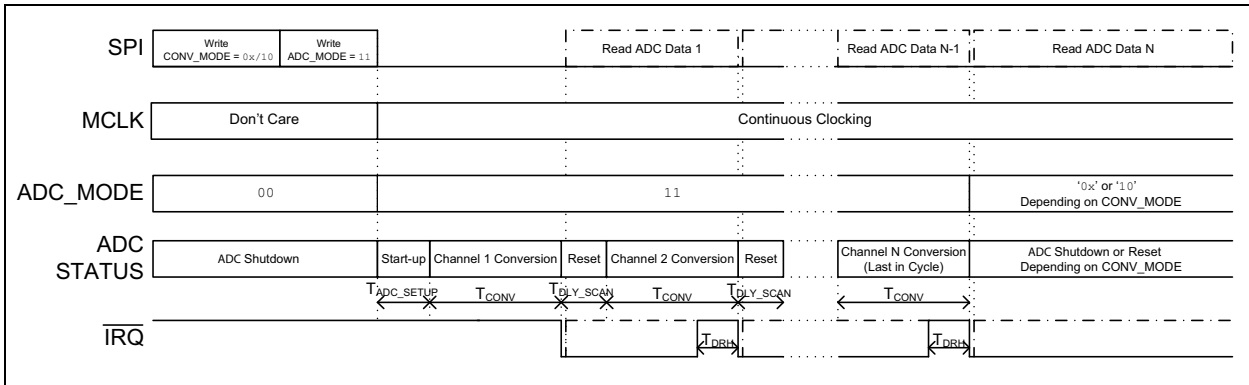 SPI
Write
CONV_MODE = 0x/10
Write
ADC_MODE = 11
Read ADC Data 1
Read ADC Data N-1
Read ADC Data N
MCLK
Don't Care
Continuous Clocking
ADC_MODE
00
11
'0x' or '10'
Depending on CONV_MODE
ADC
STATUS
ADC Shutdown
Start-up
Channel 1 Conversion
Reset
Channel 2 Conversion
Reset
Channel N Conversion
(Last in Cycle)
ADC Shutdown or Reset
Depending on CONV_MODE
TADC_SETUP
TCONV
TDLY_SCAN
TCONV
TDLY_SCAN
TCONV
IRQ
TDRH
TDRH